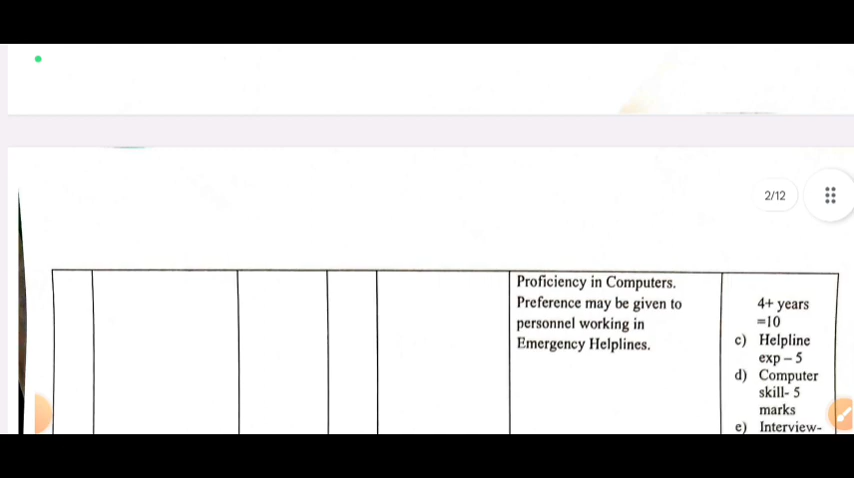 2/12
Proficiency in Computers.
Preference may be given to
personnel working in
Emergency Helplines.
4+ years
=10
c) Helpline
exp – 5
d) Computer
skill- 5
marks
e) Interview-